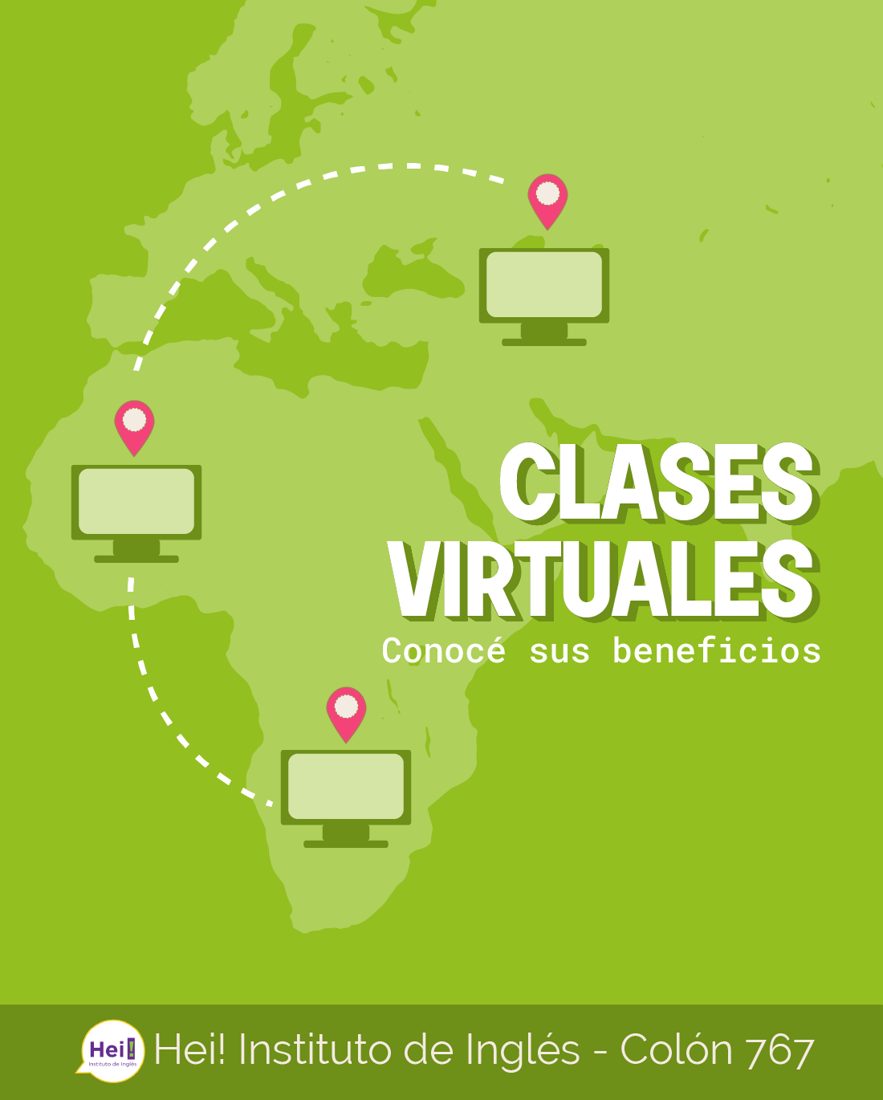 CLASES
VIRTUALES
Conocé sus beneficios
Hei!
Instituto de Inglés
Hei! Instituto de Inglés - Colón 767